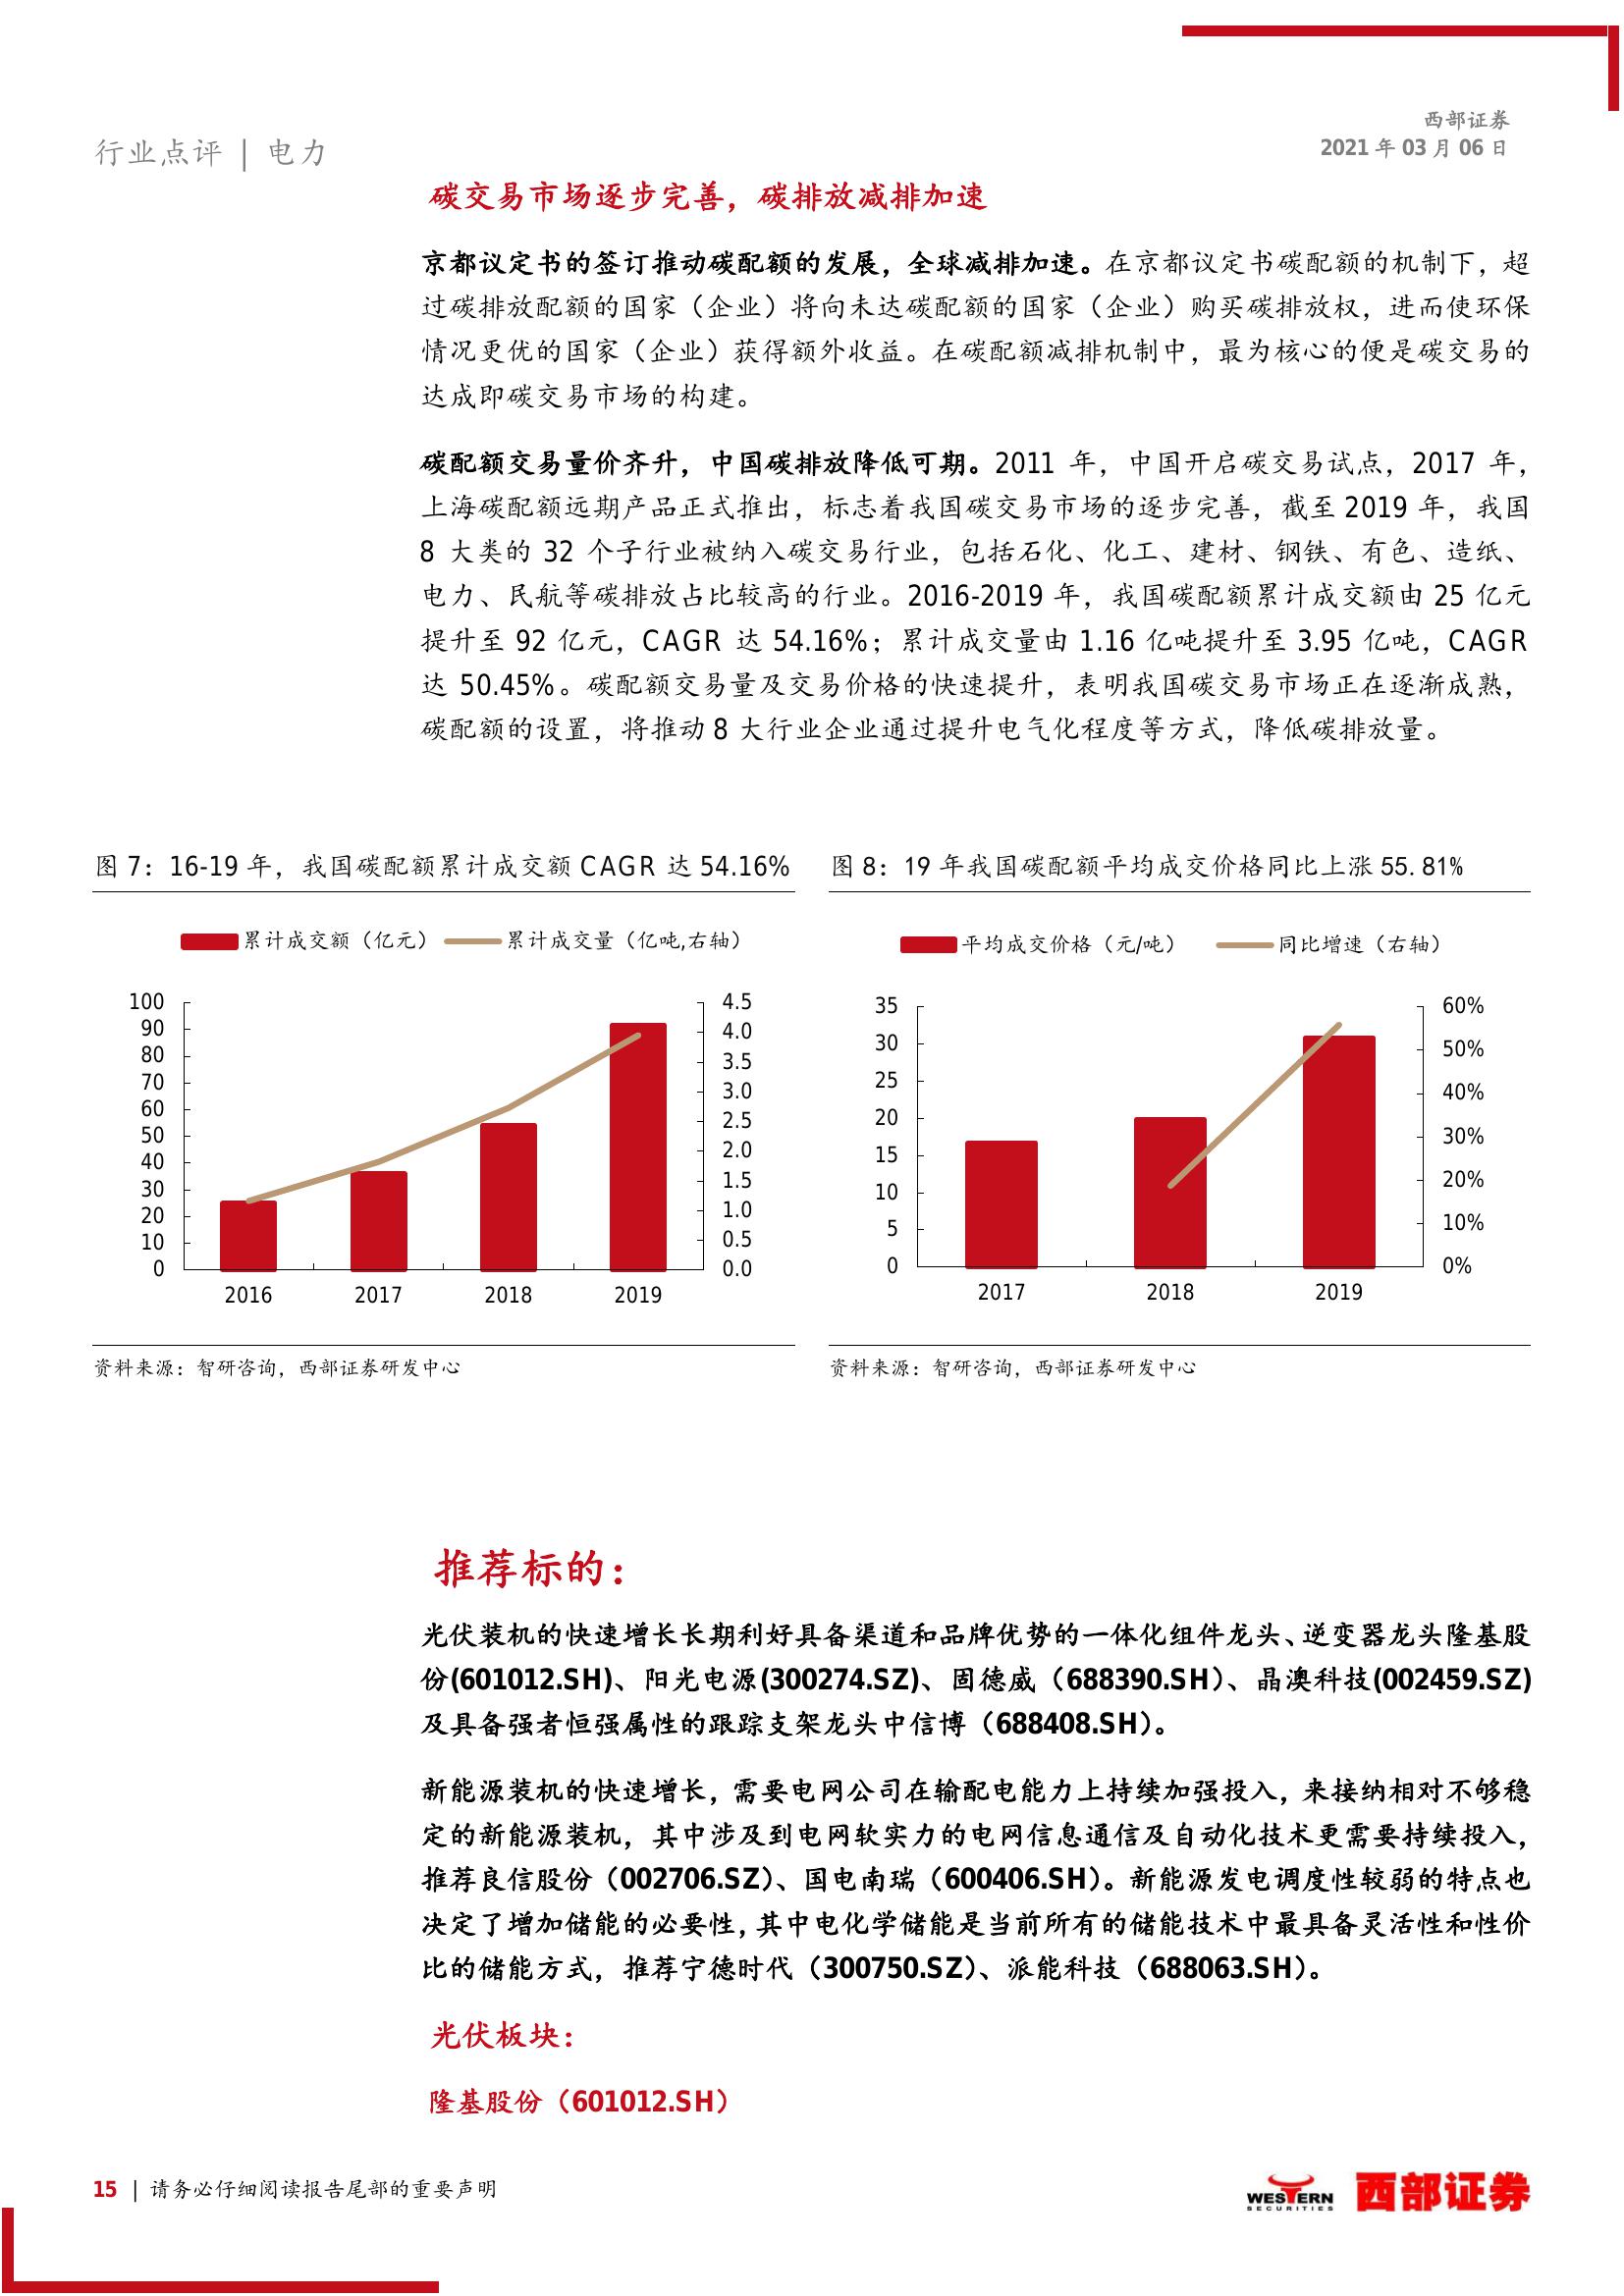 西部证券
行业点评 | 电力
2021 年 03 月 06 日
碳交易市场逐步完善，碳排放减排加速
京都议定书的签订推动碳配额的发展，全球减排加速。在京都议定书碳配额的机制下，超
过碳排放配额的国家（企业）将向未达碳配额的国家（企业）购买碳排放权，进而使环保
情况更优的国家（企业）获得额外收益。在碳配额减排机制中，最为核心的便是碳交易的
达成即碳交易市场的构建。
碳配额交易量价齐升，中国碳排放降低可期。2011 年，中国开启碳交易试点，2017 年，
上海碳配额远期产品正式推出，标志着我国碳交易市场的逐步完善，截至 2019 年，我国
8 大类的 32 个子行业被纳入碳交易行业，包括石化、化工、建材、钢铁、有色、造纸、
电力、民航等碳排放占比较高的行业。2016-2019 年，我国碳配额累计成交额由 25 亿元
提升至 92 亿元，CAGR 达 54.16%；累计成交量由 1.16 亿吨提升至 3.95 亿吨，CAGR
达 50.45%。碳配额交易量及交易价格的快速提升，表明我国碳交易市场正在逐渐成熟，
碳配额的设置，将推动 8 大行业企业通过提升电气化程度等方式，降低碳排放量。
图 7：16-19 年，我国碳配额累计成交额 CAGR 达 54.16%
累计成交额（亿元） 累计成交量（亿吨,右轴）
100 4.5
90 4.0
80 3.5
70 3.0
60 2.5
50 2.0
40 1.5
30 1.0
20 0.5
10 0.0
0
2016 2017 2018 2019
资料来源：智研咨询，西部证券研发中心
图 8：19 年我国碳配额平均成交价格同比上涨 55.81%
平均成交价格（元/吨） 同比增速（右轴）
35 60%
30 50%
25 40%
20 30%
15 20%
10 10%
5 0%
0
2017 2018 2019
资料来源：智研咨询，西部证券研发中心
推荐标的：
光伏装机的快速增长长期利好具备渠道和品牌优势的一体化组件龙头、逆变器龙头隆基股
份(601012.SH)、阳光电源(300274.SZ)、固德威（688390.SH）、晶澳科技(002459.SZ)
及具备强者恒强属性的跟踪支架龙头中信博（688408.SH）。
新能源装机的快速增长，需要电网公司在输配电能力上持续加强投入，来接纳相对不够稳
定的新能源装机，其中涉及到电网软实力的电网信息通信及自动化技术更需要持续投入，
推荐良信股份（002706.SZ）、国电南瑞（600406.SH）。新能源发电调度性较弱的特点也
决定了增加储能的必要性，其中电化学储能是当前所有的储能技术中最具备灵活性和性价
比的储能方式，推荐宁德时代（300750.SZ）、派能科技（688063.SH）。
光伏板块：
隆基股份（601012.SH）
15 | 请务必仔细阅读报告尾部的重要声明
WESTERN
SECURITIES
西部证券